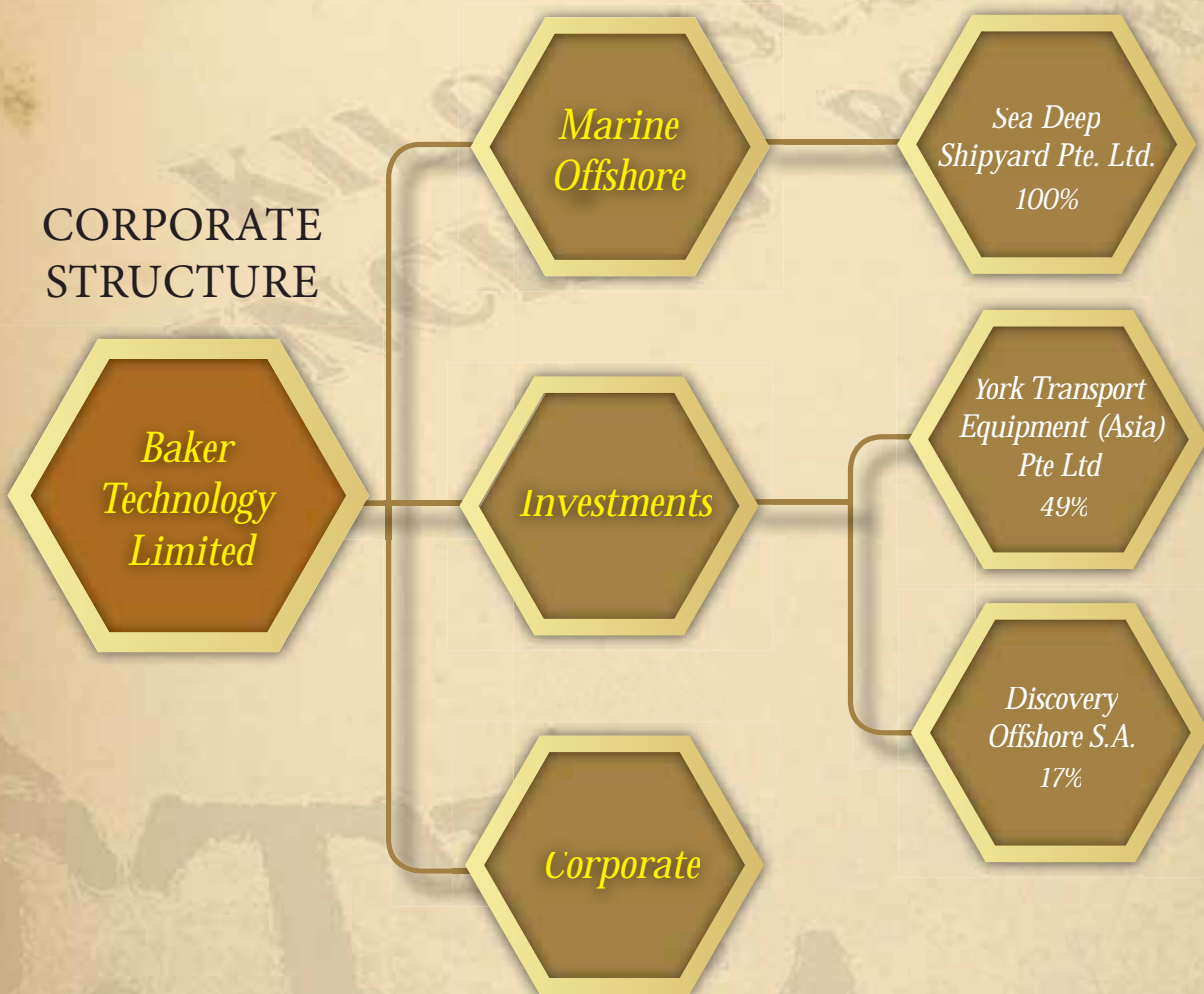 CORPORATE
STRUCTURE
Baker
Technology
Limited
Marine
Offshore
Sea Deep
Shipyard Pte. Ltd.
100%
Investments
York Transport
Equipment (Asia)
Pte Ltd
49%
Discovery
Offshore S.A.
17%
Corporate